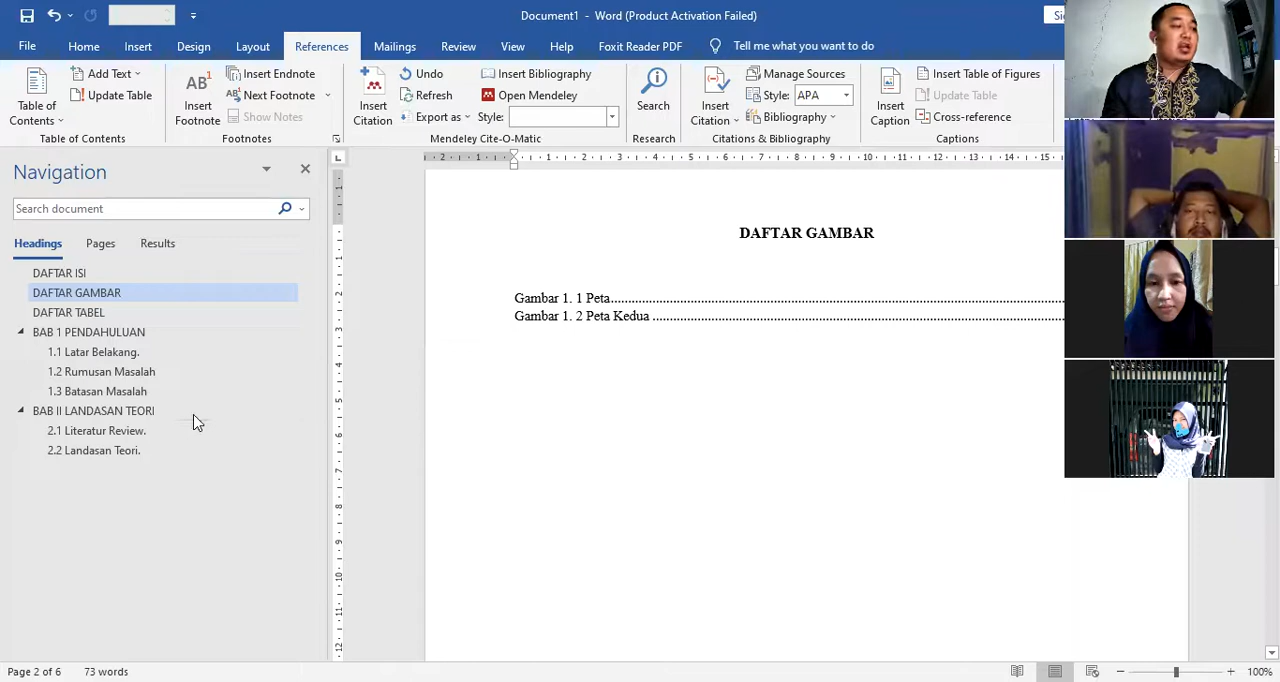 Document1 - Word (Product Activation Failed)
File Home Insert Design Layout References Mailings Review View Help Foxit Reader PDF Tell me what you want to do
Table of Contents
Add Text
Update Table
Table of Contents
AB1
Insert Footnote
Insert Endnote
Next Footnote
Show Notes
Footnotes
Insert Citation
Undo
Refresh
Export as
Insert Bibliography
Open Mendeley
Style:
Mendeley Cite-O-Matic
Search
Research
Insert Citation
Manage Sources
Style: APA
Bibliography
Citations & Bibliography
Insert Caption
Insert Table of Figures
Update Table
Cross-reference
Captions
Navigation
Search document
Headings Pages Results
DAFTAR ISI
DAFTAR GAMBAR
DAFTAR TABEL
BAB 1 PENDAHULUAN
1.1 Latar Belakang.
1.2 Rumusan Masalah
1.3 Batasan Masalah
BAB II LANDASAN TEORI
2.1 Literatur Review.
2.2 Landasan Teori.
DAFTAR GAMBAR
Gambar 1. 1 Peta
Gambar 1. 2 Peta Kedua
Page 2 of 6 73 words
100%